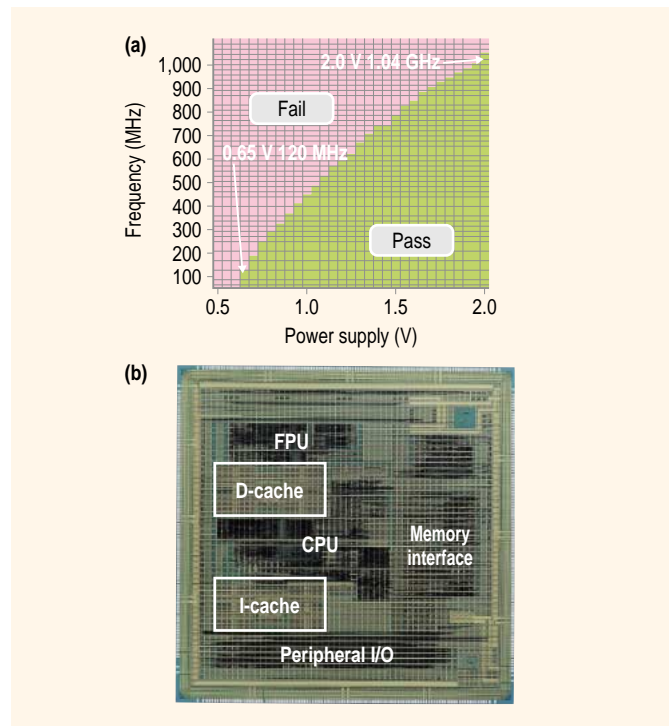 (a)
1,000
900
800
700
600
500
400
300
200
100
Frequency (MHz)
2.0 V 1.04 GHz
Fail
0.65 V 120 MHz
Pass
0.5 1.0 1.5 2.0
Power supply (V)
(b)
FPU
D-cache
CPU
Memory
interface
I-cache
Peripheral I/O